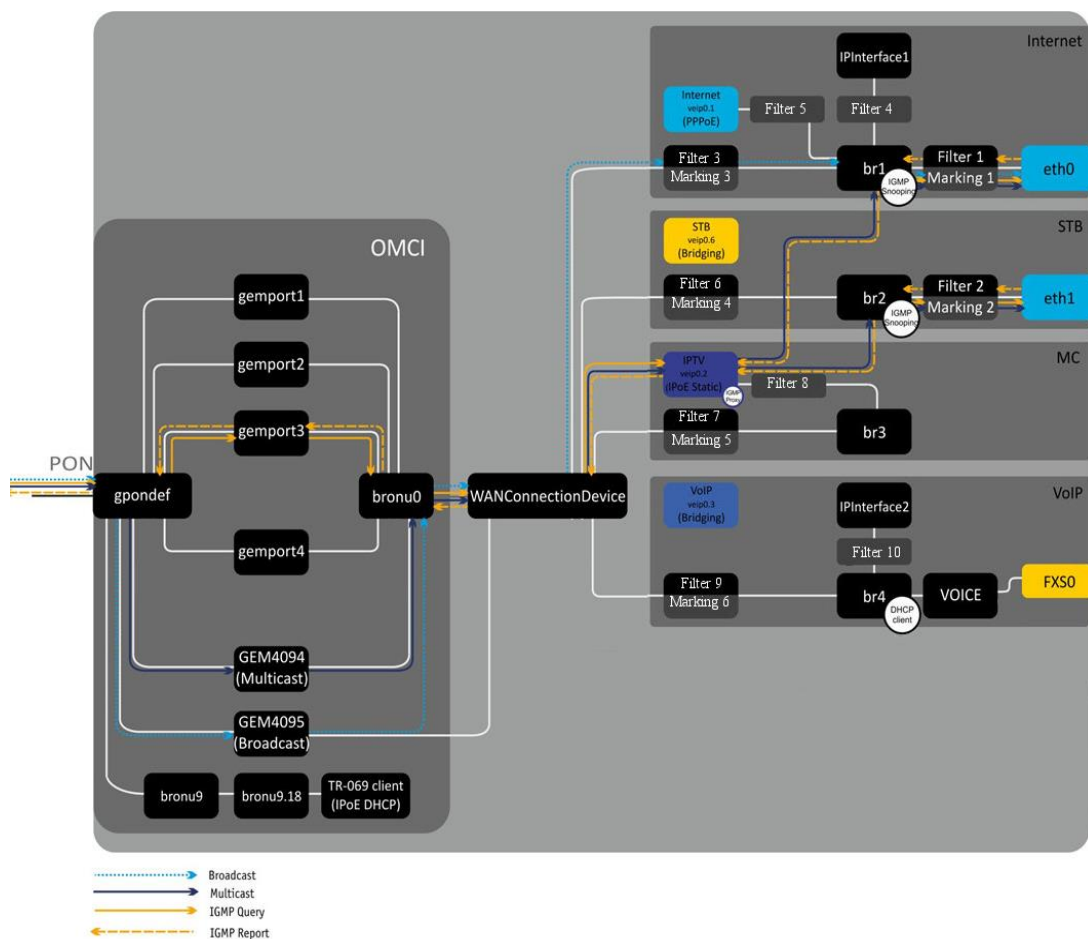 Internet
IPInterface1
Internet
veip0.1
(PPPoE)
Filter 5
Filter 4
Filter 3
Marking 3
br1
IGMP
Snooping
Filter 1
Marking 1
eth0
STB
STB
veip0.6
(Bridging)
Filter 6
Marking 4
br2
IGMP
Snooping
Filter 2
Marking 2
eth1
MC
IPTV
veip0.2
(IPoE Static)
IGMP
Proxy
Filter 8
Filter 7
Marking 5
br3
VoIP
VoIP
veip0.3
(Bridging)
IPInterface2
Filter 10
Filter 9
Marking 6
br4
DHCP
client
VOICE
FXS0
OMCI
gemport1
gemport2
gemport3
PON
gpondef
bronu0
WANConnectionDevice
gemport4
GEM4094
(Multicast)
GEM4095
(Broadcast)
bronu9
bronu9.18
TR-069 client
(IPoE DHCP)
Broadcast
Multicast
IGMP Query
IGMP Report